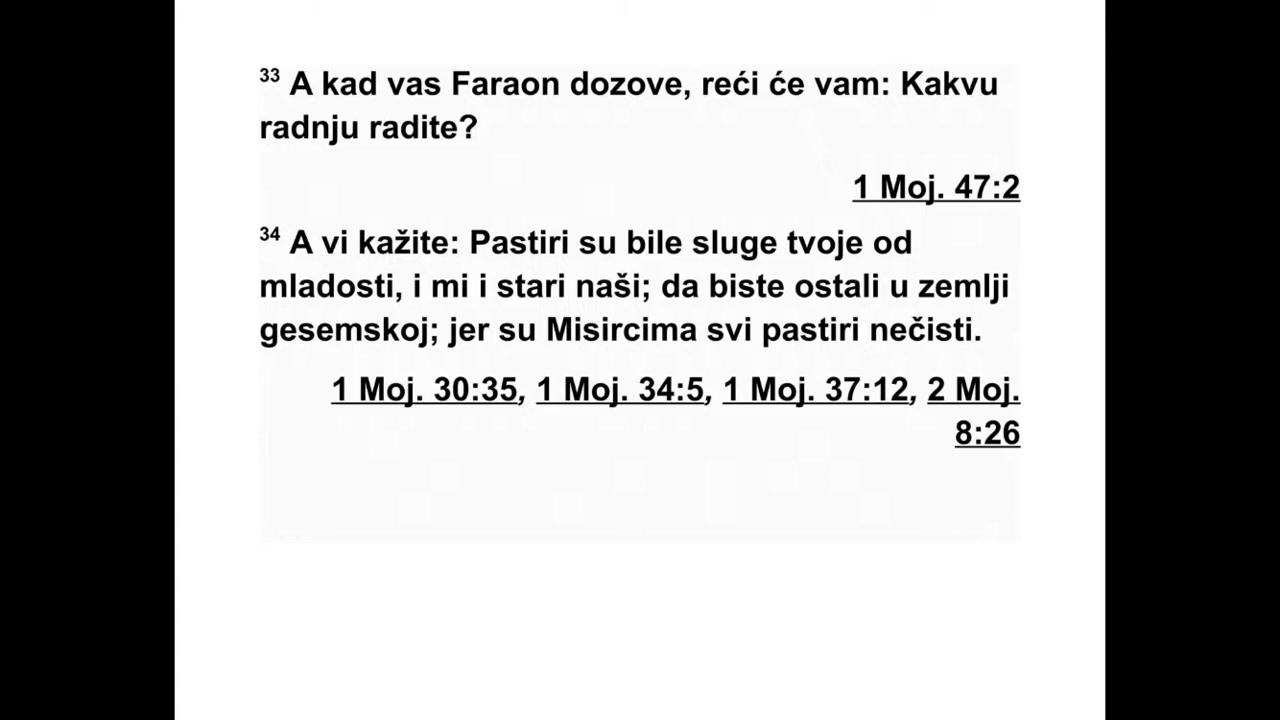 33 A kad vas Faraon dozove, reći će vam: Kakvu
radnju radite?
1 Moj. 47:2
34 A vi kažite: Pastiri su bile sluge tvoje od
mladosti, i mi i stari naši; da biste ostali u zemlji
gesemskoj; jer su Misircima svi pastiri nečisti.
1 Moj. 30:35, 1 Moj. 34:5, 1 Moj. 37:12, 2 Moj.
8:26